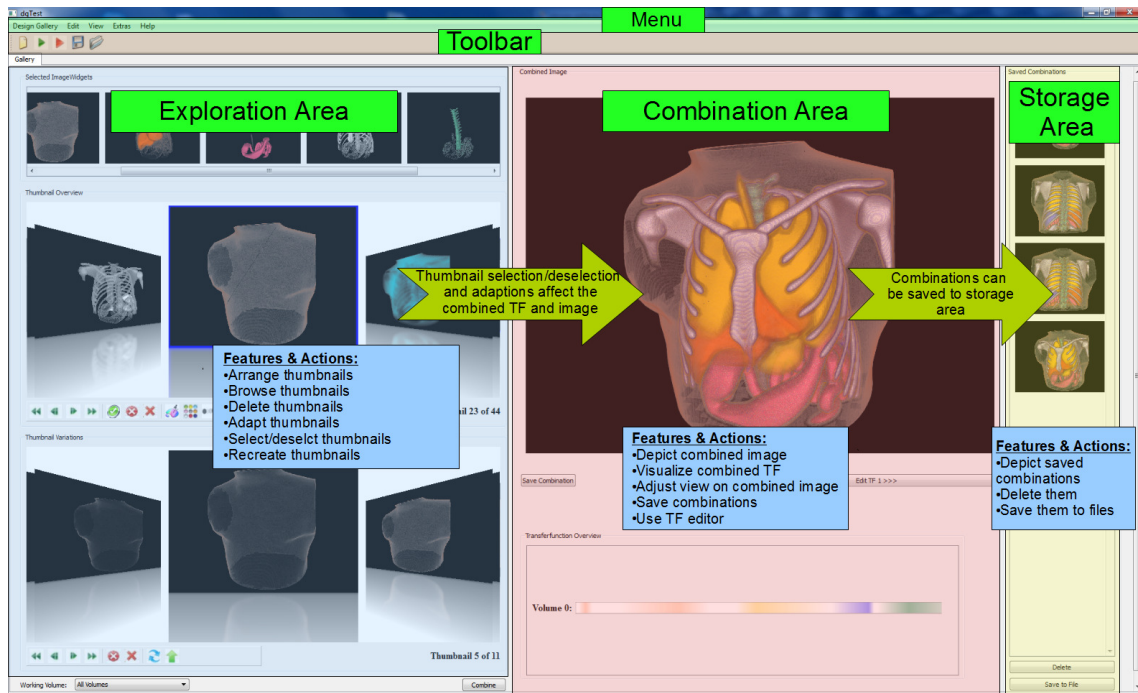 dqTest
Menu
Design Gallery Edit View Extras Help
Toolbar
Gallery
Selected ImageWidgets
Exploration Area
Thumbnail Overview
Thumbnail selection/deselection
and adaptions affect the
combined TF and image
Features & Actions:
•Arrange thumbnails
•Browse thumbnails
•Delete thumbnails
•Adapt thumbnails
•Select/deselct thumbnails
•Recreate thumbnails
23 of 44
Thumbnail Variations
Thumbnail 5 of 11
Working Volume: All Volumes
Combine
Combined Image
Combination Area
Combinations can
be saved to storage
area
Features & Actions:
•Depict combined image
•Visualize combined TF
•Adjust view on combined image
•Save combinations
•Use TF editor
Save Combination
Edit TF 1 >>>
Transferfunction Overview
Volume 0:
Saved Combinations
Storage
Area
Features & Actions:
•Depict saved
combinations
•Delete them
•Save them to files
Delete
Save to File